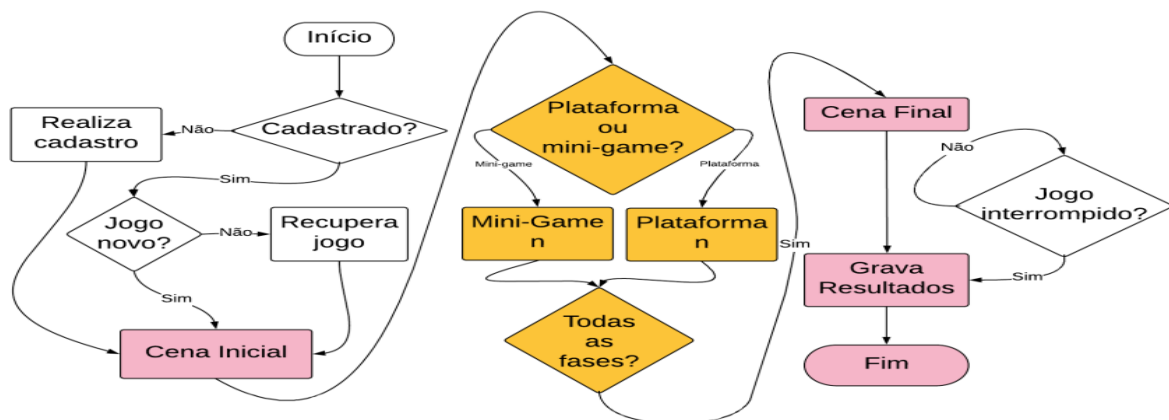 Início
Cadastrado?
Não
Realiza
cadastro
Sim
Jogo
novo?
Não
Recupera
jogo
Sim
Cena Inicial
Plataforma
ou
mini-game?
Mini-game
Plataforma
Mini-Game
n
Plataforma
n
Todas
as
fases?
Sim
Cena Final
Não
Jogo
interrompido?
Sim
Grava
Resultados
Fim